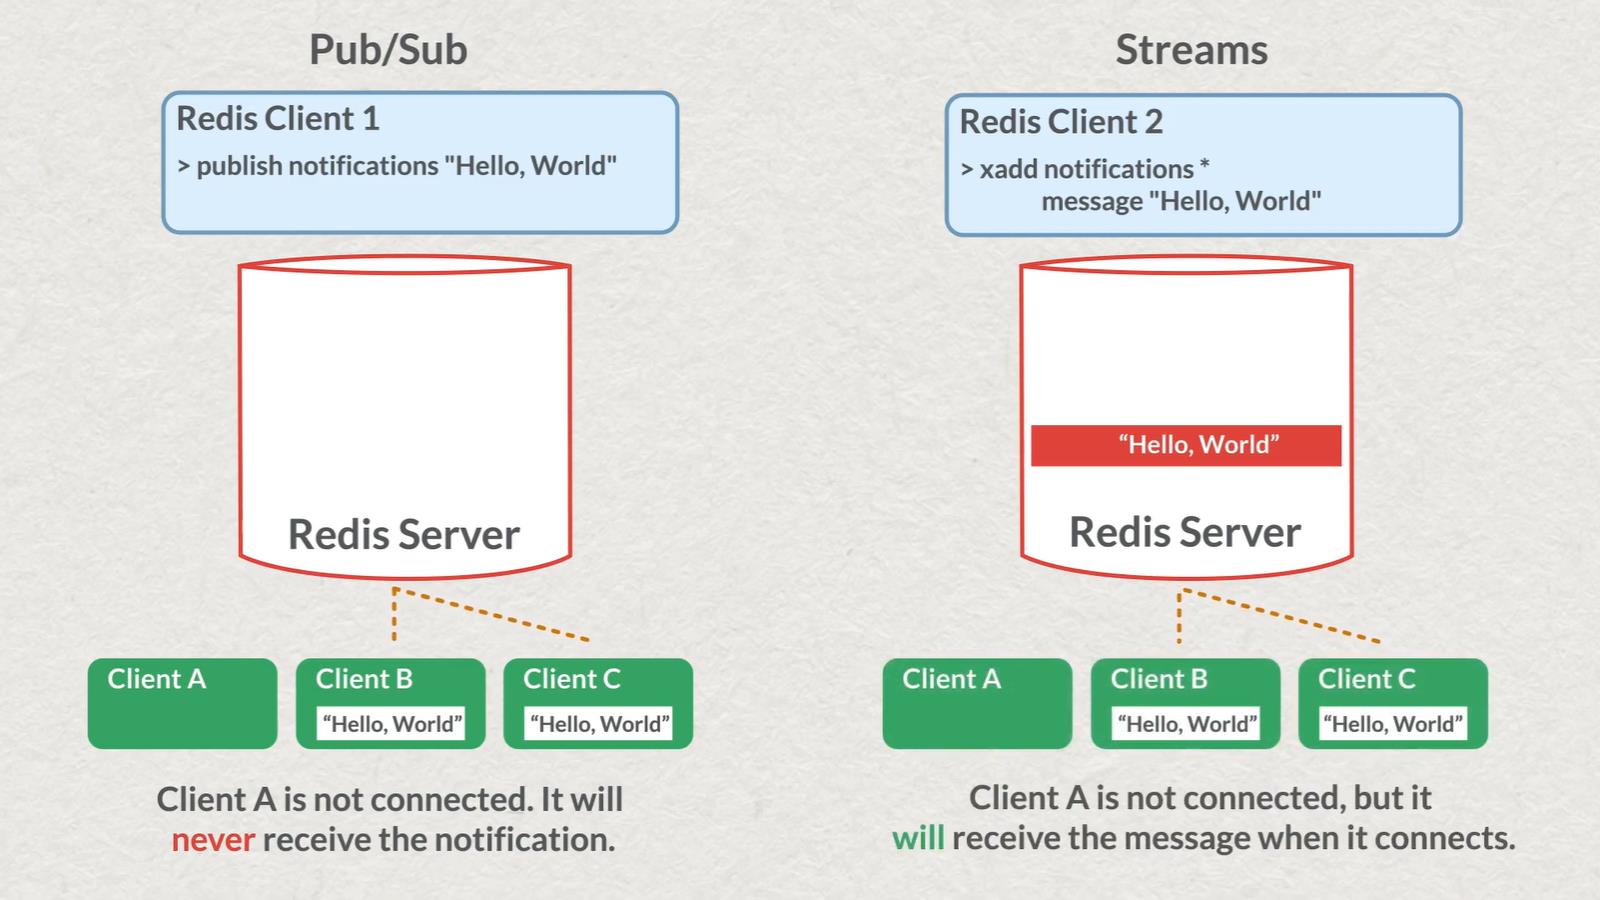 Pub/Sub
Redis Client 1
> publish notifications "Hello, World"
Redis Server
Client A
Client B
“Hello, World”
Client C
“Hello, World”
Client A is not connected. It will
never receive the notification.
Streams
Redis Client 2
> xadd notifications *
message "Hello, World"
“Hello, World”
Redis Server
Client A
Client B
“Hello, World”
Client C
“Hello, World”
Client A is not connected, but it
will receive the message when it connects.